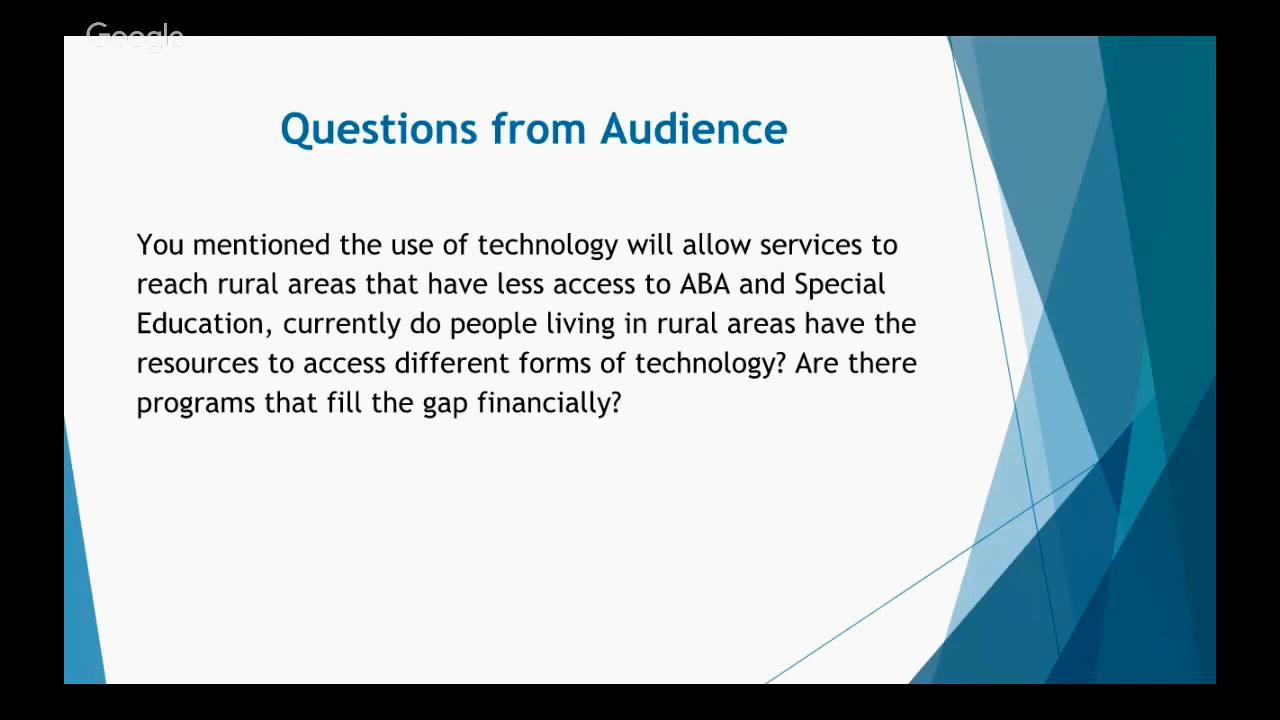 Google
Questions from Audience
You mentioned the use of technology will allow services to
reach rural areas that have less access to ABA and Special
Education, currently do people living in rural areas have the
resources to access different forms of technology? Are there
programs that fill the gap financially?